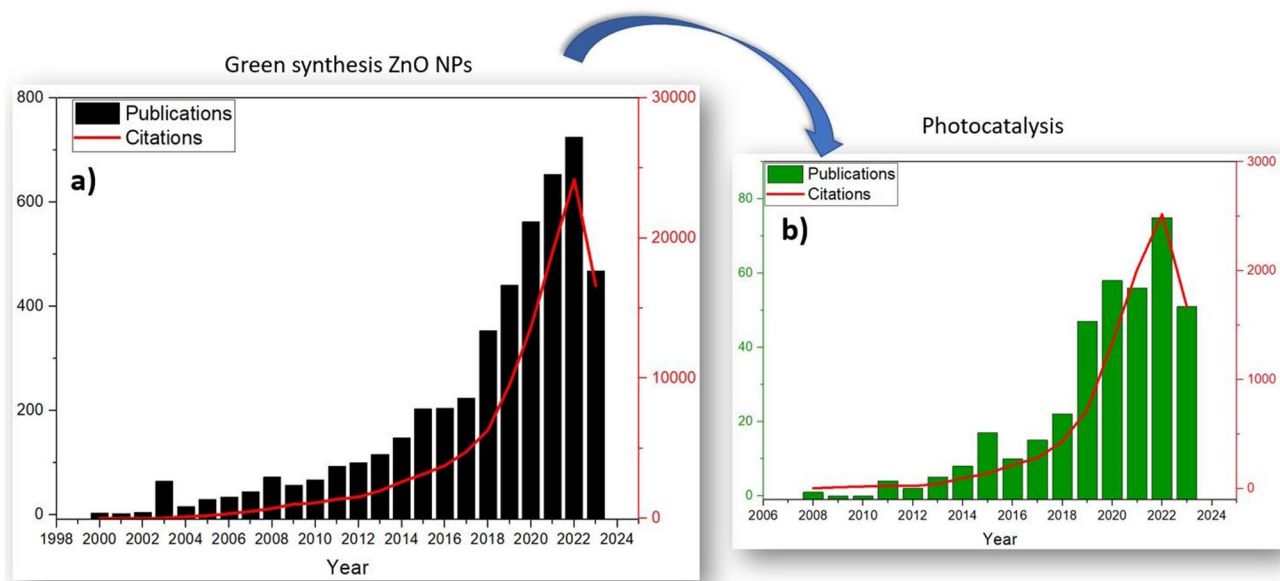 Green synthesis ZnO NPs
800
600
400
200
0
Publications
Citations
a)
30000
20000
10000
0
1998 2000 2002 2004 2006 2008 2010 2012 2014 2016 2018 2020 2022 2024
Year
Photocatalysis
80
60
40
20
0
Publications
Citations
b)
3000
2000
1000
0
2006 2008 2010 2012 2014 2016 2018 2020 2022 2024
Year